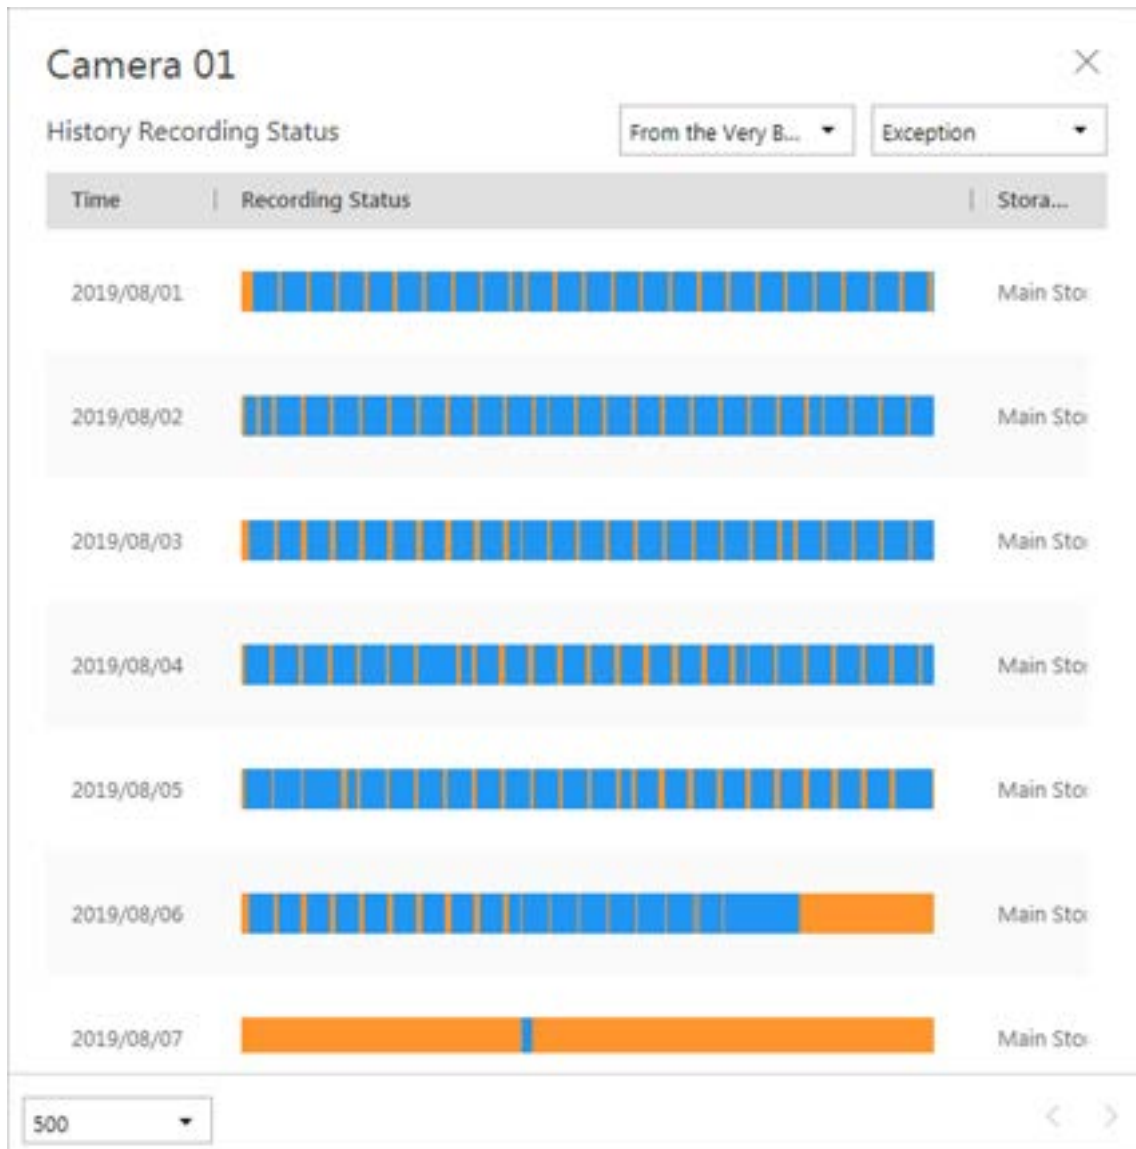 Camera 01
History Recording Status From the Very B... Exception
Time Recording Status Stora...
2019/08/01 Main Sto
2019/08/02 Main Sto
2019/08/03 Main Sto
2019/08/04 Main Sto
2019/08/05 Main Sto
2019/08/06 Main Sto
2019/08/07 Main Sto
500